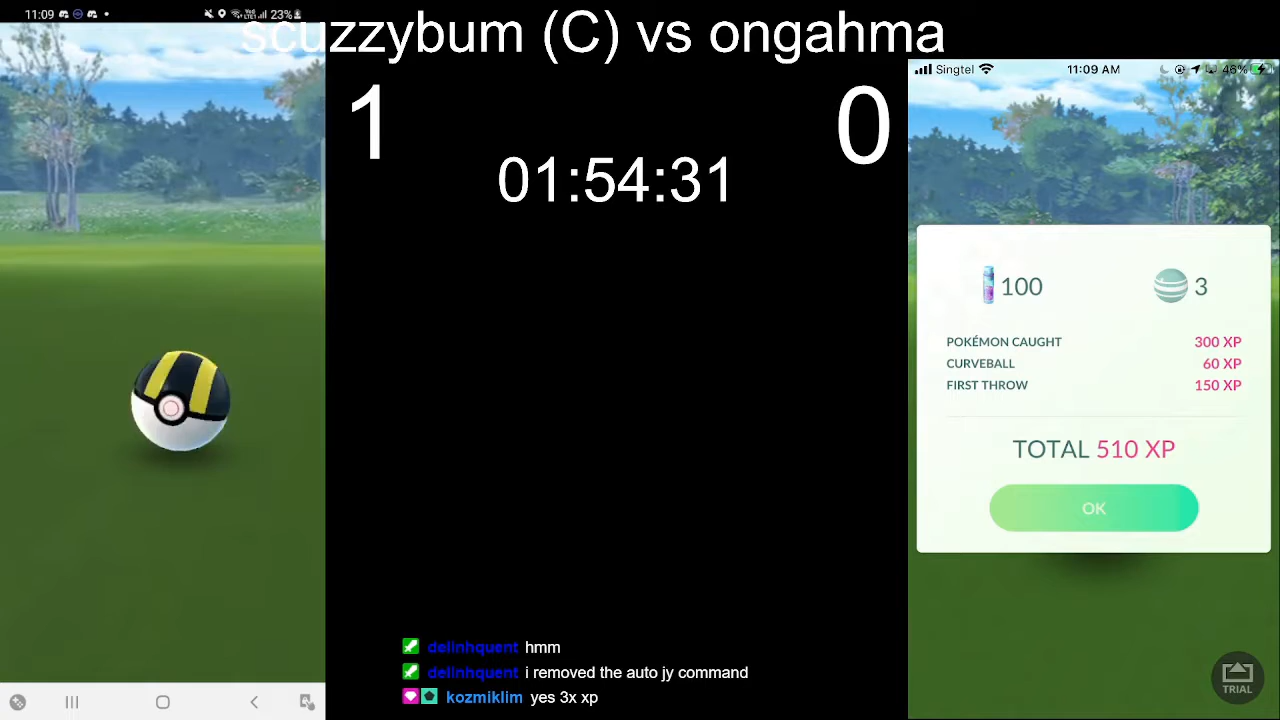 11:09
23%
scuzzybum (C) vs ongahma
1
0
01:54:31
Singtel
11:09 AM
46%
100
3
POKÉMON CAUGHT 300 XP
CURVEBALL 60 XP
FIRST THROW 150 XP
TOTAL 510 XP
OK
delinhquent hmm
delinhquent i removed the auto jy command
kozmiklim yes 3x xp
TRIAL